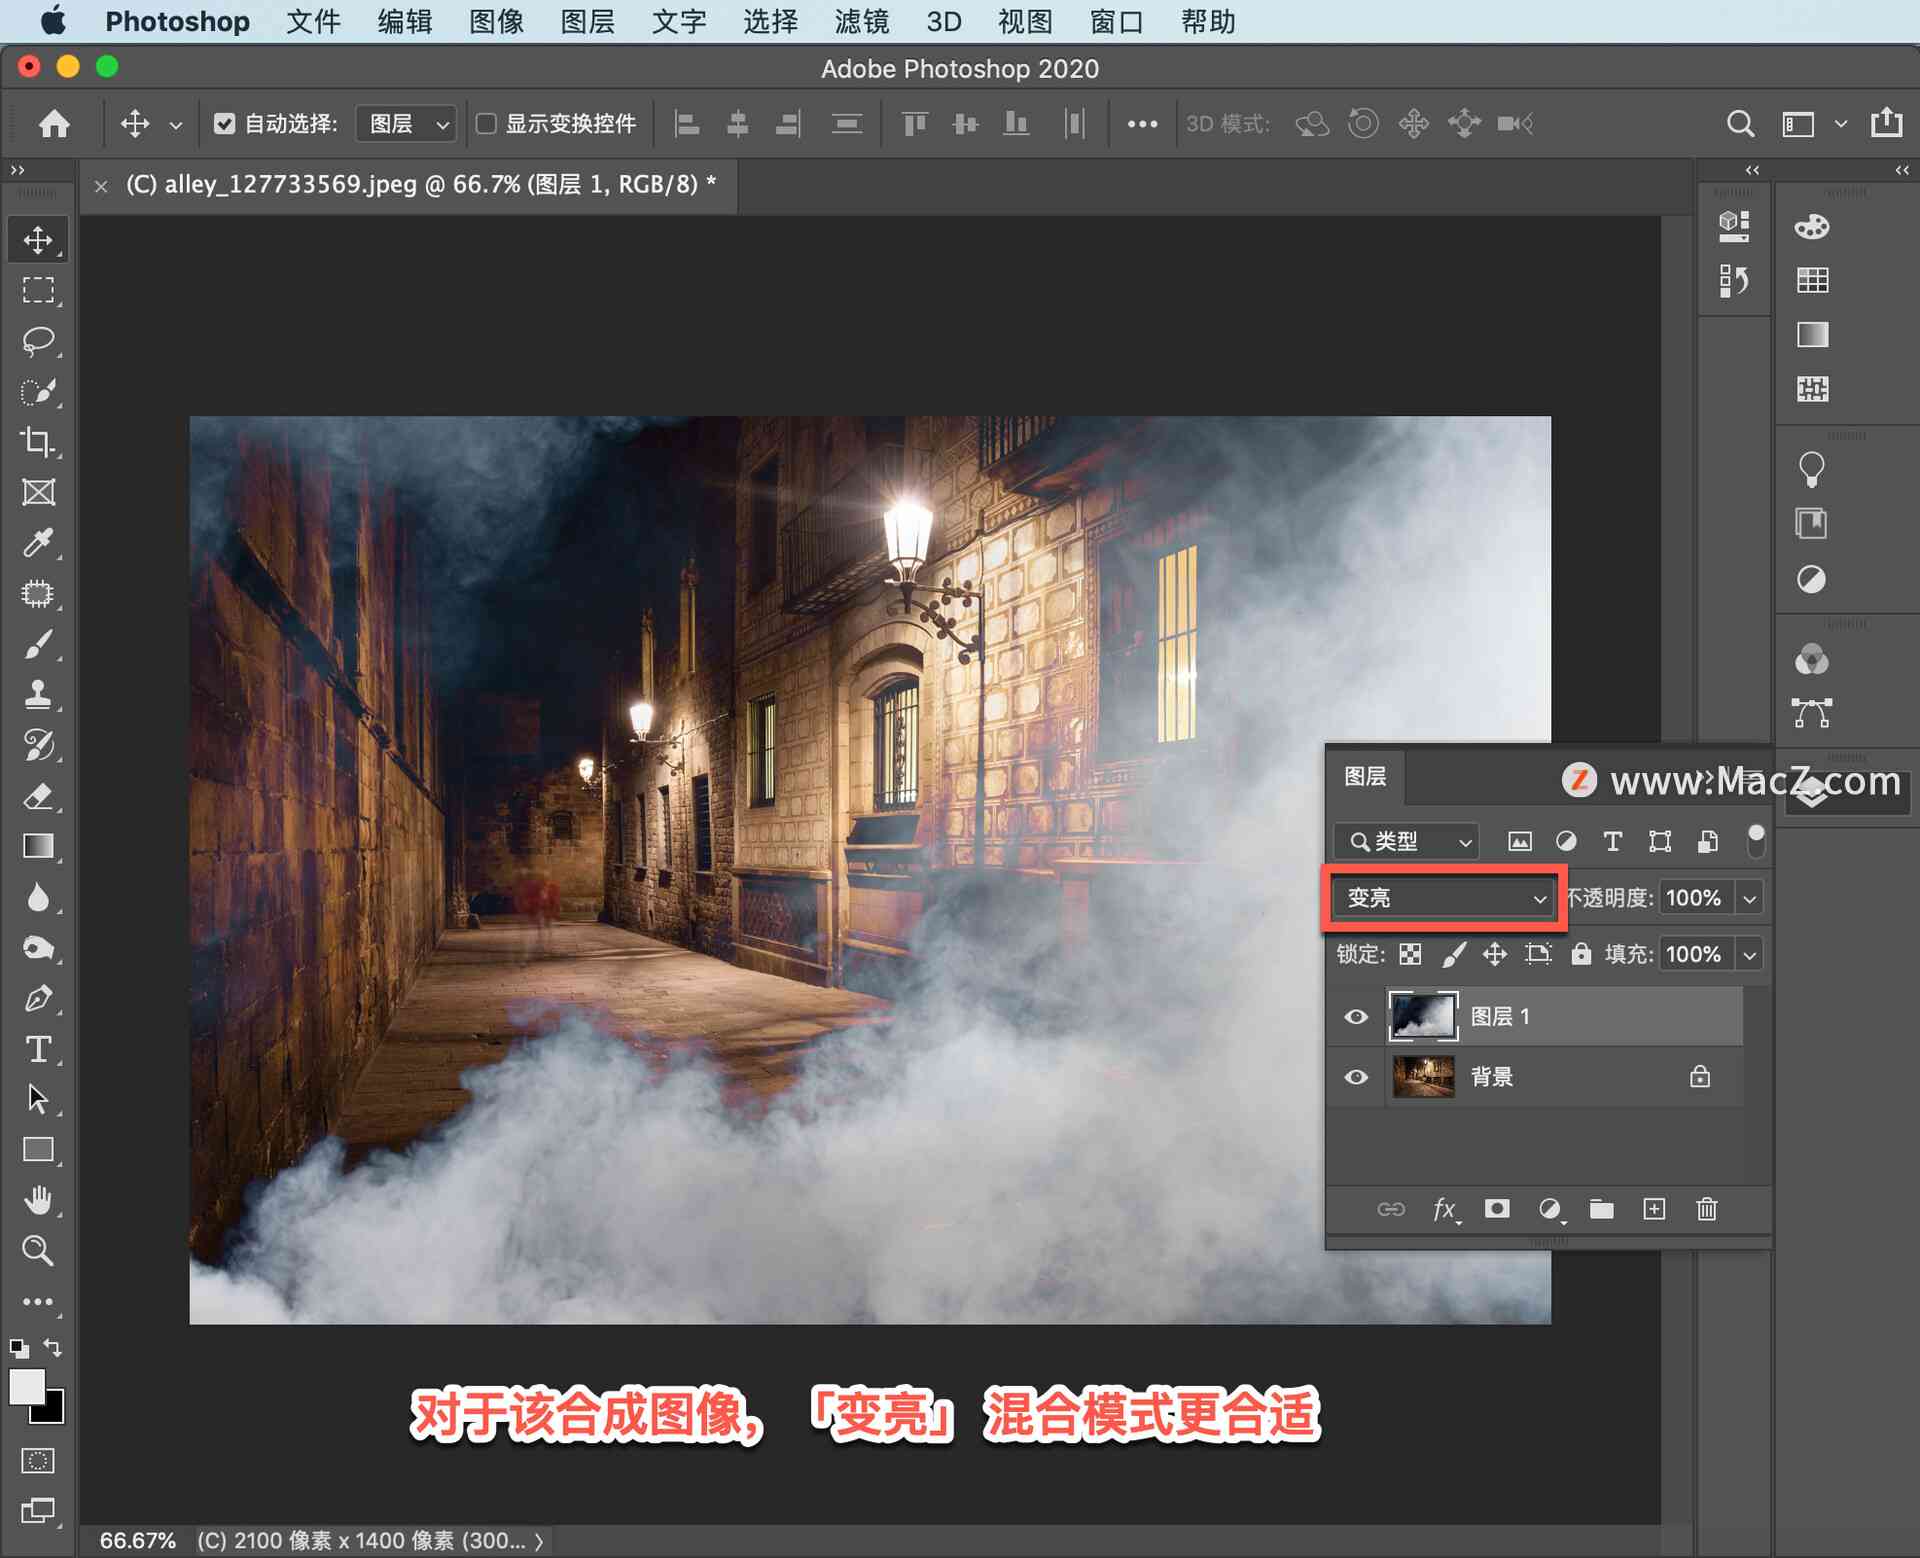 Photoshop 文件 编辑 图像 图层 文字 选择 滤镜 3D 视图 窗口 帮助
Adobe Photoshop 2020
自动选择: 图层 显示变换控件 3D 模式:
(C) alley_127733569.jpeg @ 66.7% (图层 1, RGB/8) *
图层
www.MacZ.com
类型
变亮 不透明度: 100%
锁定: 填充: 100%
图层 1
背景
fx
对于该合成图像，「变亮」混合模式更合适
66.67% (C) 2100 像素 x 1400 像素 (300...